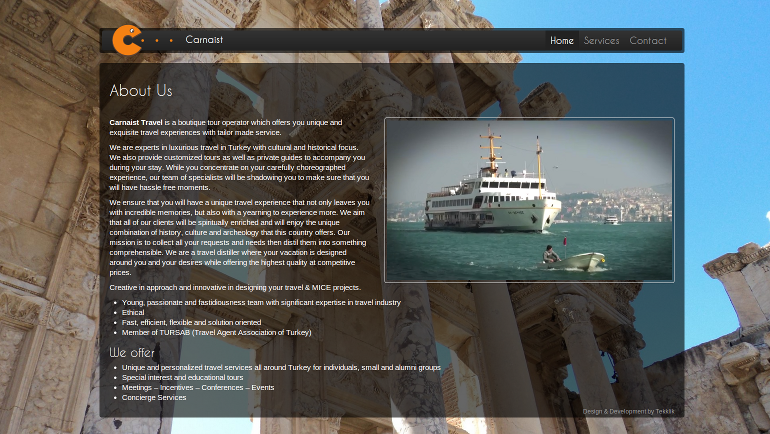 Carnaist
Home Services Contact
About Us
Carnaist Travel is a boutique tour operator which offers you unique and
exquisite travel experiences with tailor made service.
We are experts in luxurious travel in Turkey with cultural and historical focus.
We also provide customized tours as well as private guides to accompany you
during your stay. While you concentrate on your carefully choreographed
experience, our team of specialists will be shadowing you to make sure that you
will have hassle free moments.
We ensure that you will have a unique travel experience that not only leaves you
with incredible memories, but also with a yearning to experience more. We aim
that all of our clients will be spiritually enriched and will enjoy the unique
combination of history, culture and archeology that this country offers. Our
mission is to collect all your requests and needs then distil them into something
comprehensible. We are a travel distiller where your vacation is designed
around you and your desires while offering the highest quality at competitive
prices.
Creative in approach and innovative in designing your travel & MICE projects.
• Young, passionate and fastidiousness team with significant expertise in travel industry
• Ethical
• Fast, efficient, flexible and solution oriented
• Member of TURSAB (Travel Agent Association of Turkey)
We offer
• Unique and personalized travel services all around Turkey for individuals, small and alumni groups
• Special interest and educational tours
• Meetings – Incentives – Conferences – Events
• Concierge Services
Design & Development by Tekklik